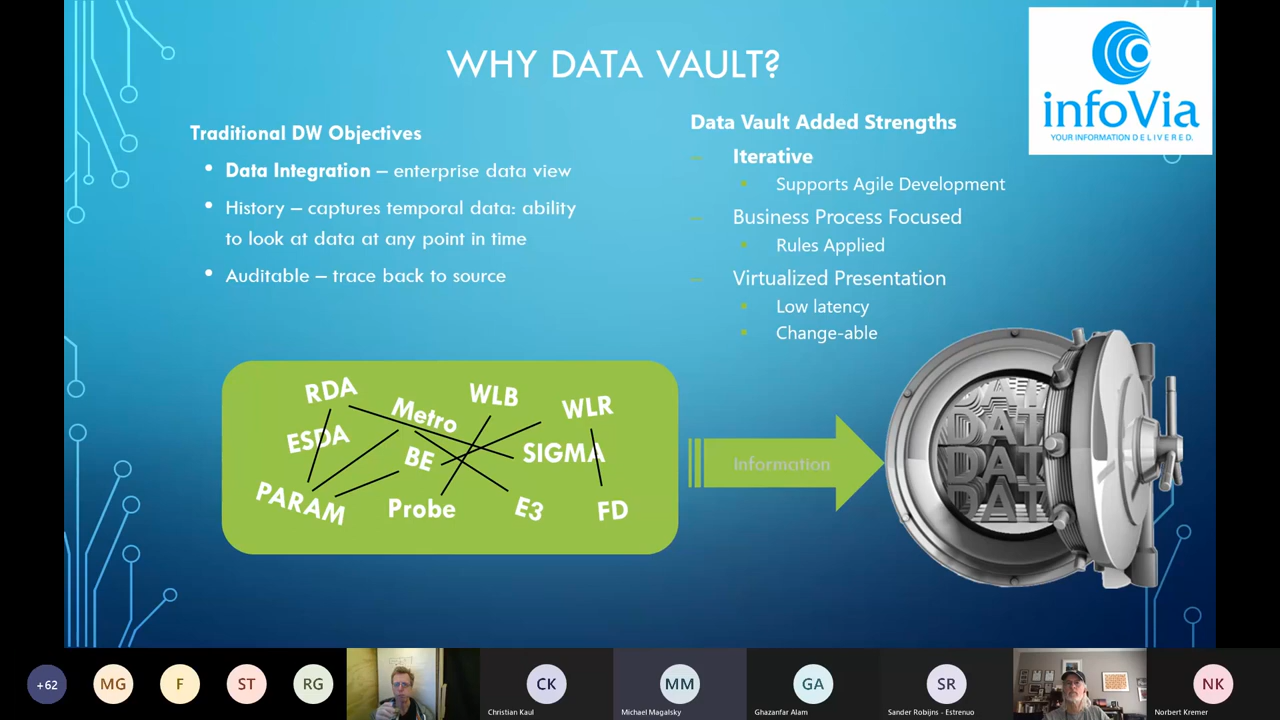 WHY DATA VAULT?
infoVia
YOUR INFORMATION DELIVERED.
Traditional DW Objectives
• Data Integration – enterprise data view
• History – captures temporal data: ability
to look at data at any point in time
• Auditable – trace back to source
Data Vault Added Strengths
– Iterative
▪ Supports Agile Development
– Business Process Focused
▪ Rules Applied
– Virtualized Presentation
▪ Low latency
▪ Change-able
RDA
Metro
WLB
WLR
ESDA
BE
SIGMA
PARAM
Probe
E3
FD
Information
DATA
DATA
DATA
DATA
+62
MG
F
ST
RG
CK
Christian Kaul
MM
Michael Magalsky
GA
Ghazanfar Alam
SR
Sander Robijns - Estrenuo
NK
Norbert Kremer